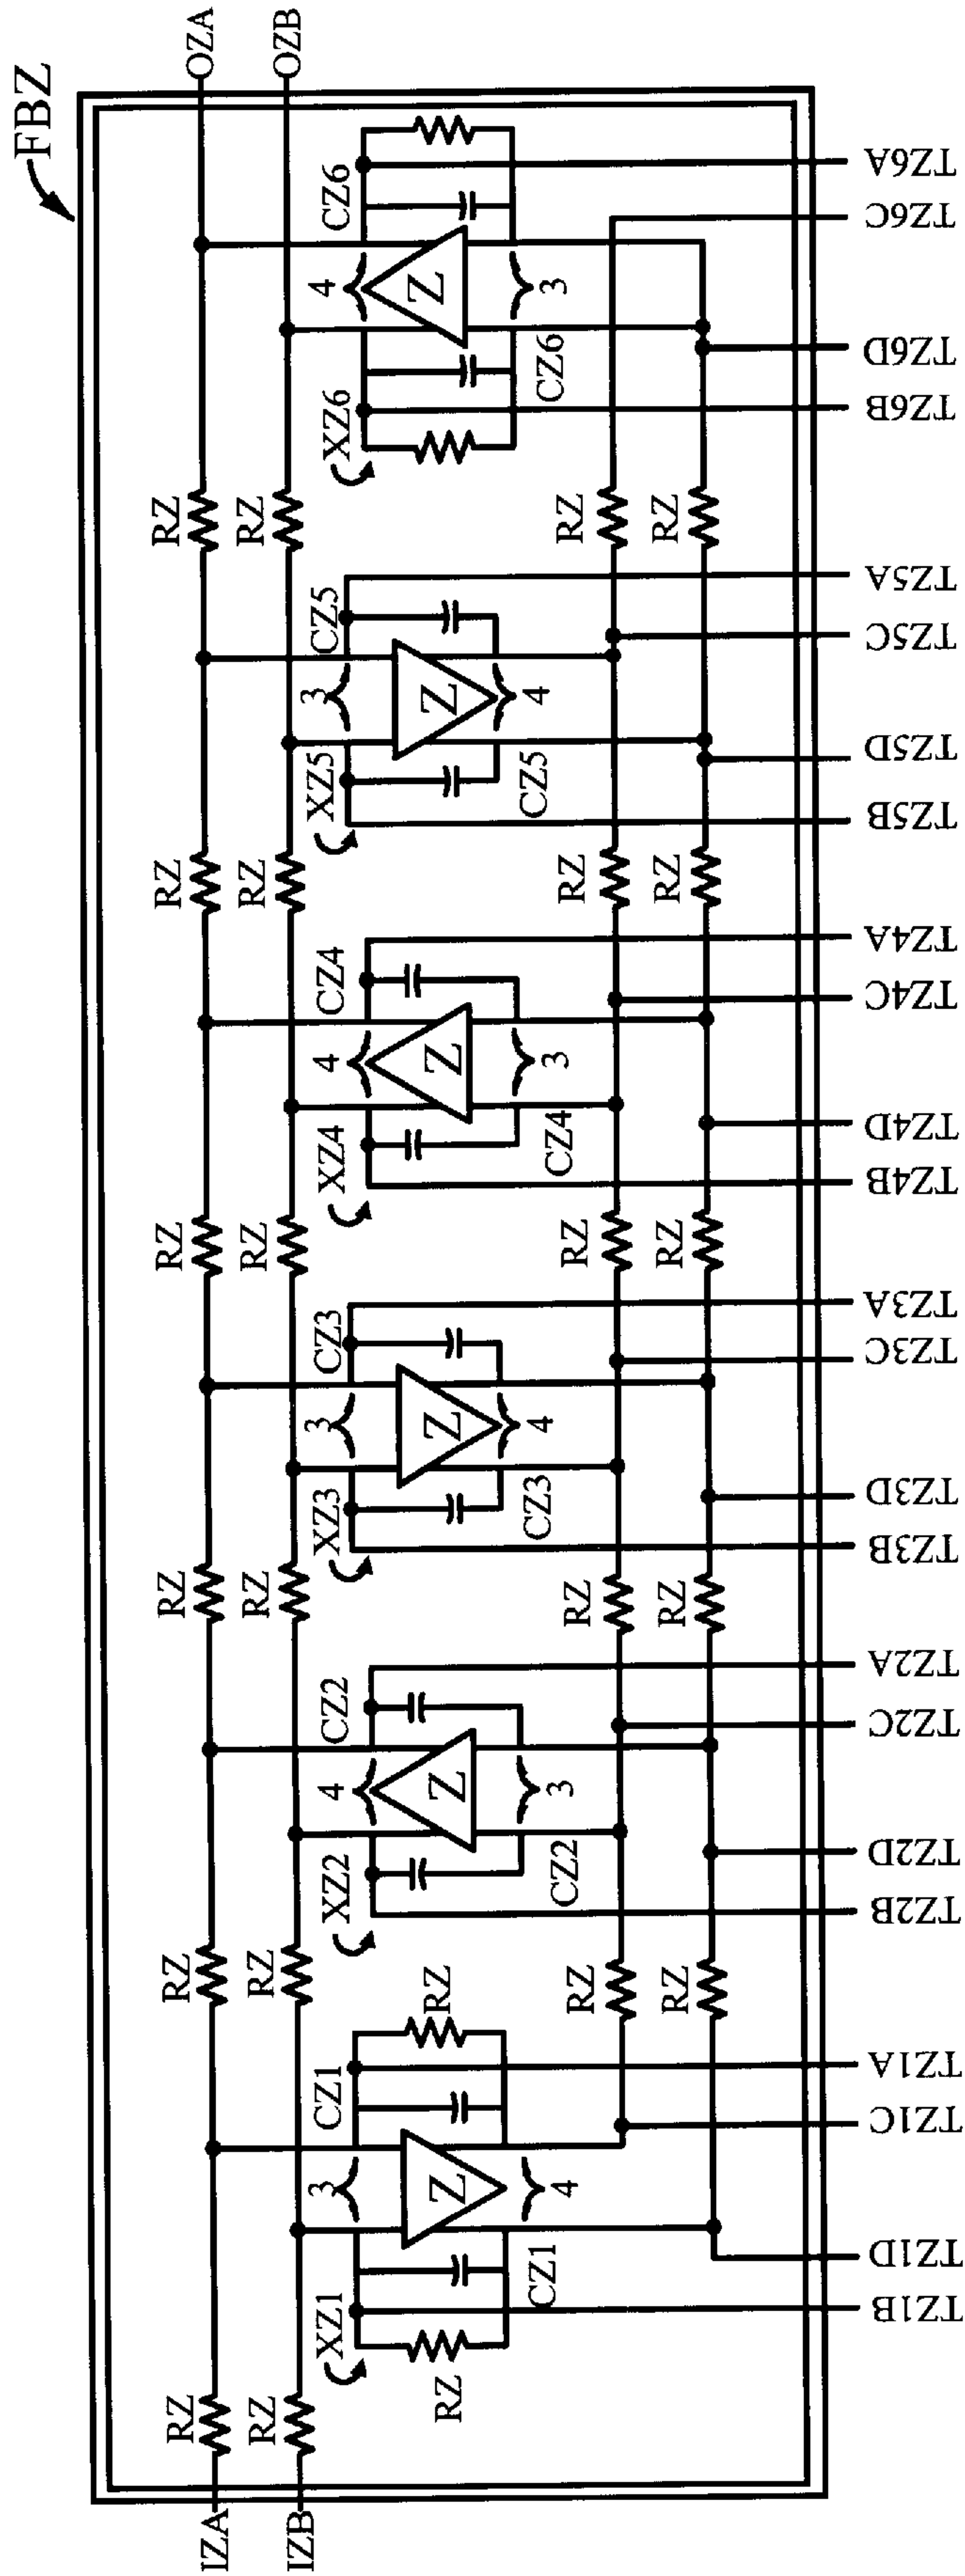 FBZ
IZA
RZ
RZ
RZ
RZ
RZ
RZ
OZA
IZB
RZ
RZ
RZ
RZ
RZ
RZ
OZB
XZ1
3
CZ1
RZ
Z
RZ
CZ1
4
XZ2
4
CZ2
Z
CZ2
3
XZ3
3
CZ3
Z
CZ3
4
XZ4
4
CZ4
Z
CZ4
3
XZ5
3
CZ5
Z
CZ5
4
XZ6
4
CZ6
Z
CZ6
3
RZ
RZ
RZ
RZ
RZ
RZ
RZ
RZ
RZ
RZ
TZ1B
TZ1D
TZ1C
TZ1A
TZ2B
TZ2D
TZ2C
TZ2A
TZ3B
TZ3D
TZ3C
TZ3A
TZ4B
TZ4D
TZ4C
TZ4A
TZ5B
TZ5D
TZ5C
TZ5A
TZ6B
TZ6D
TZ6C
TZ6A